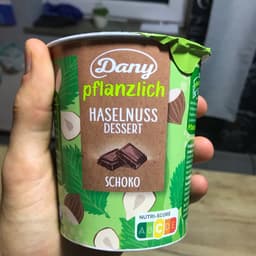 Dany
pflanzlich
HASELNUSS
DESSERT
SCHOKO
NUTRI-SCORE
A B C D E